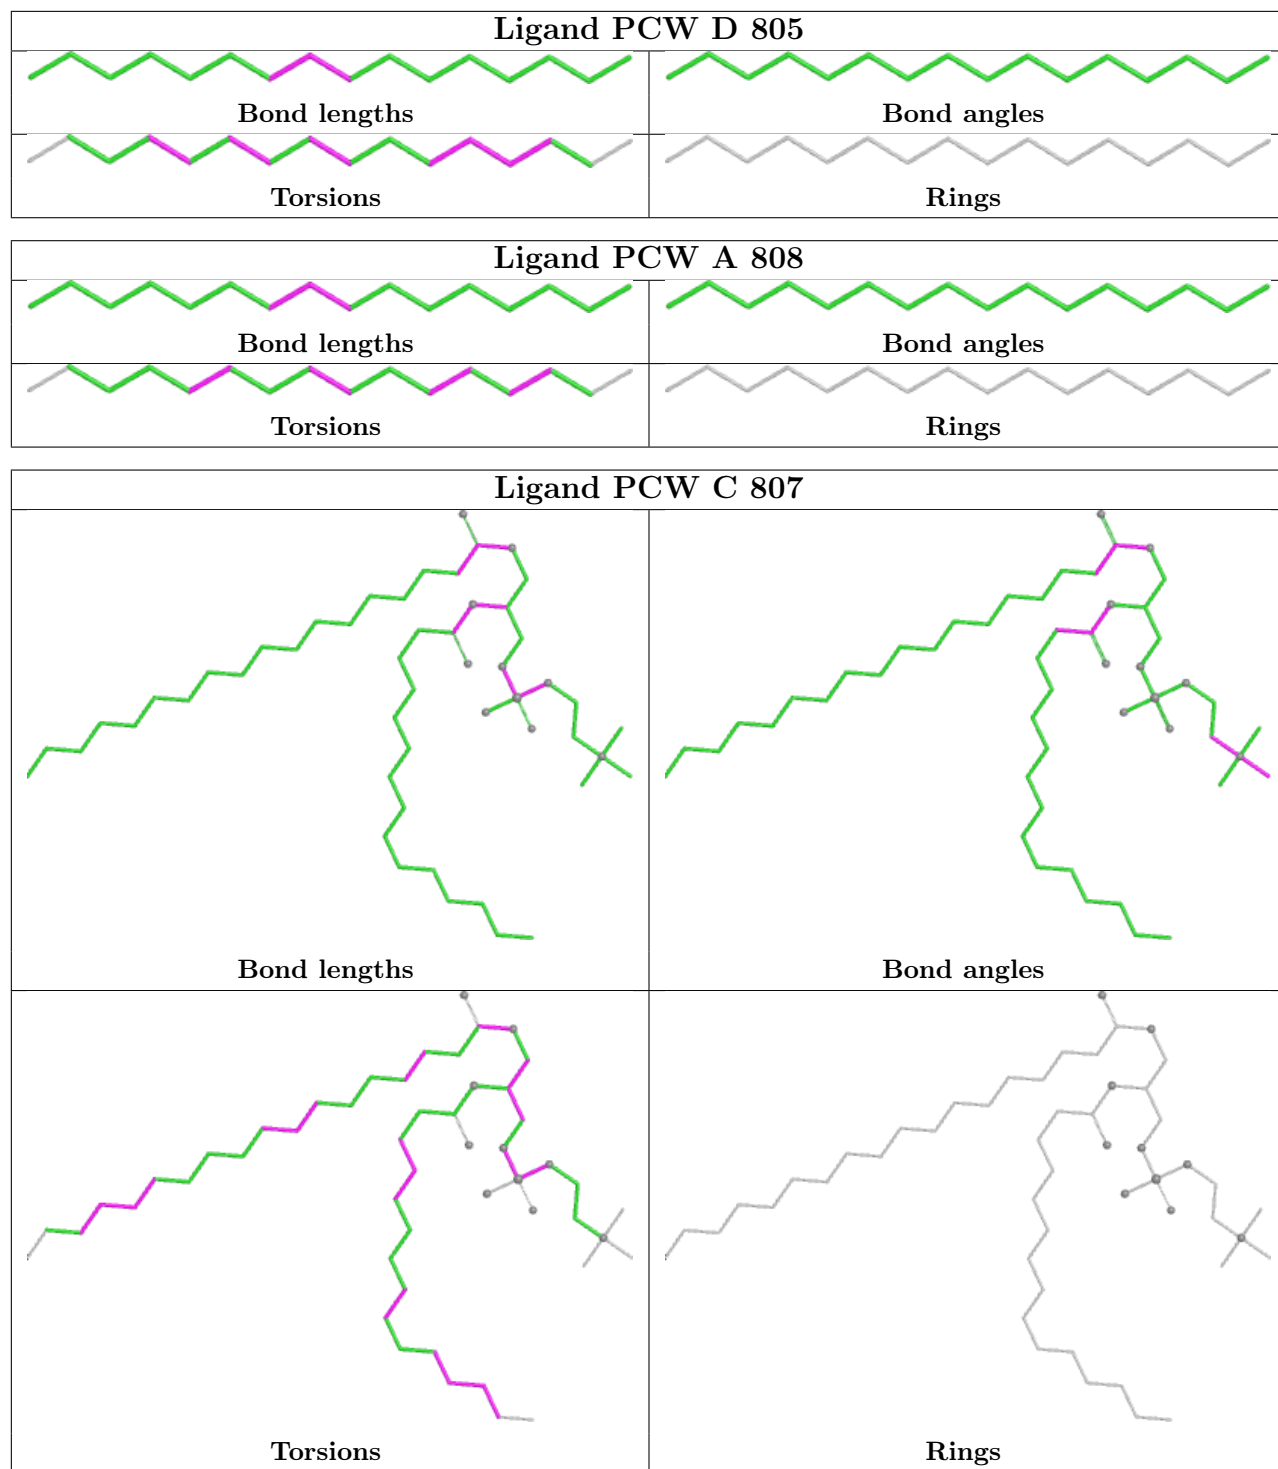 Ligand PCW D 805
Bond lengths
Bond angles
Torsions
Rings
Ligand PCW A 808
Bond lengths
Bond angles
Torsions
Rings
Ligand PCW C 807
Bond lengths
Bond angles
Torsions
Rings